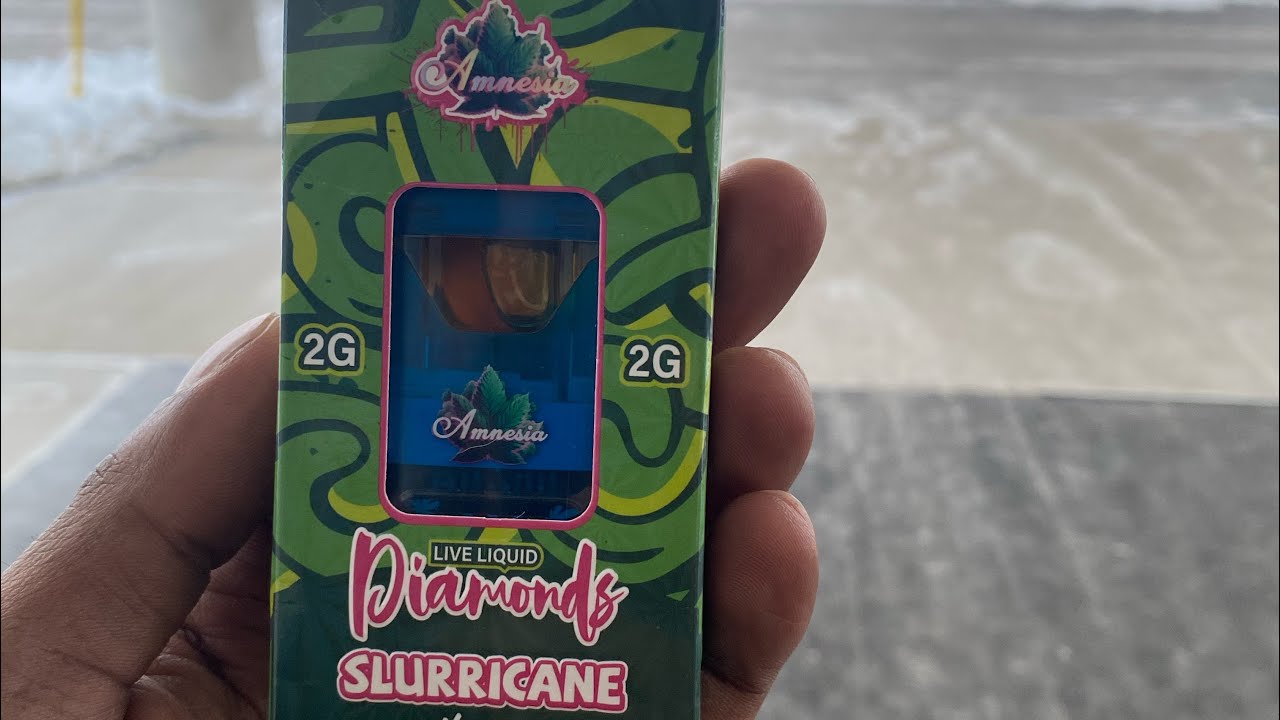 Amnesia
2G
2G
Amnesia
LIVE LIQUID
Diamonds
SLURRICANE